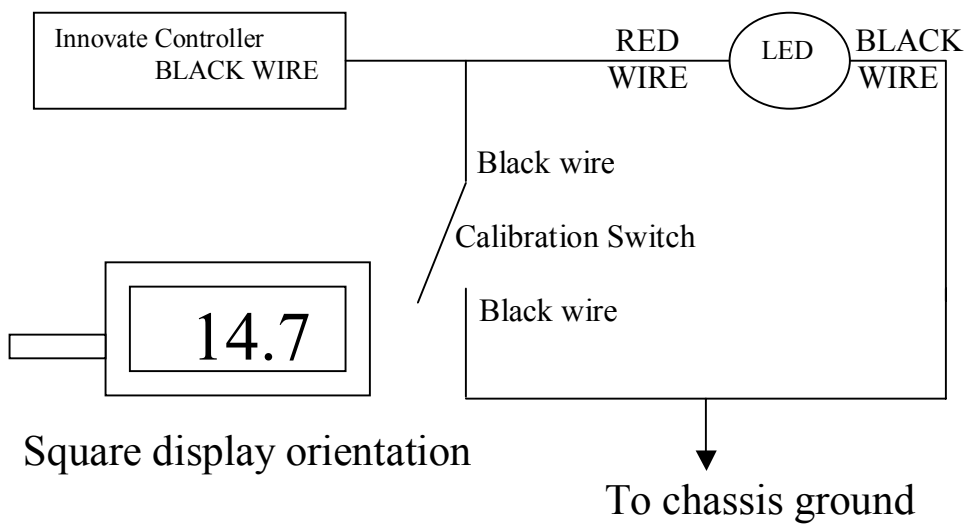 Innovate Controller
BLACK WIRE
RED
WIRE
LED
BLACK
WIRE
Black wire
Calibration Switch
Black wire
14.7
Square display orientation
To chassis ground